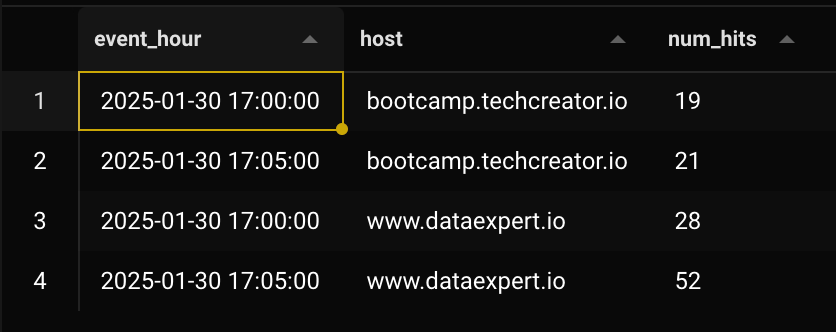 event_hour host num_hits
1 2025-01-30 17:00:00 bootcamp.techcreator.io 19
2 2025-01-30 17:05:00 bootcamp.techcreator.io 21
3 2025-01-30 17:00:00 www.dataexpert.io 28
4 2025-01-30 17:05:00 www.dataexpert.io 52